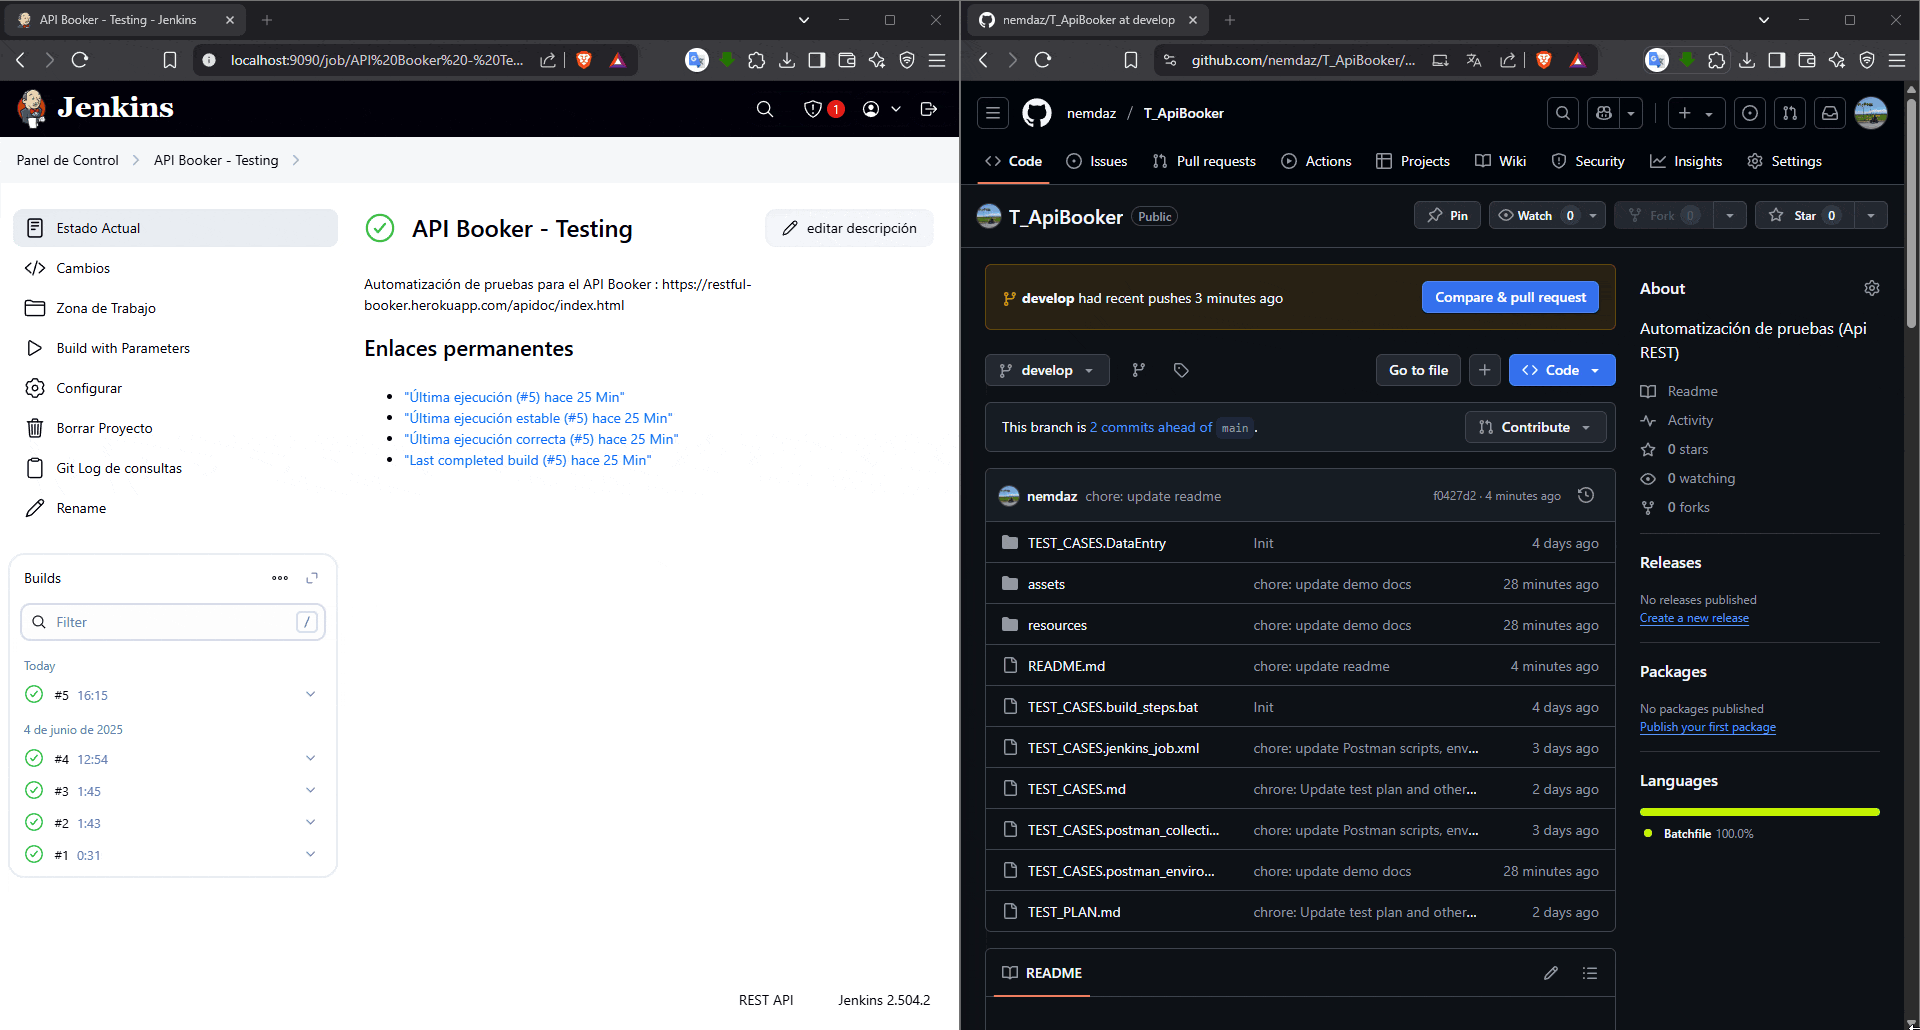 API Booker - Testing - Jenkins
localhost:9090/job/API%20Booker%20-%20Te...
Jenkins
1
Panel de Control
API Booker - Testing
Estado Actual
Cambios
Zona de Trabajo
Build with Parameters
Configurar
Borrar Proyecto
Git Log de consultas
Rename
API Booker - Testing
editar descripción
Automatización de pruebas para el API Booker : https://restful-
booker.herokuapp.com/apidoc/index.html
Enlaces permanentes
"Última ejecución (#5) hace 25 Min"
"Última ejecución estable (#5) hace 25 Min"
"Última ejecución correcta (#5) hace 25 Min"
"Last completed build (#5) hace 25 Min"
Builds
Filter
/
Today
#5 16:15
4 de junio de 2025
#4 12:54
#3 1:45
#2 1:43
#1 0:31
REST API
Jenkins 2.504.2
nemdaz/T_ApiBooker at develop
github.com/nemdaz/T_ApiBooker/...
nemdaz / T_ApiBooker
Code
Issues
Pull requests
Actions
Projects
Wiki
Security
Insights
Settings
T_ApiBooker
Public
Pin
Watch 0
Fork 0
Star 0
develop had recent pushes 3 minutes ago
Compare & pull request
develop
Go to file
Code
This branch is 2 commits ahead of main .
Contribute
nemdaz chore: update readme f0427d2 · 4 minutes ago
TEST_CASES.DataEntry Init 4 days ago
assets chore: update demo docs 28 minutes ago
resources chore: update demo docs 28 minutes ago
README.md chore: update readme 4 minutes ago
TEST_CASES.build_steps.bat Init 4 days ago
TEST_CASES.jenkins_job.xml chore: update Postman scripts, env... 3 days ago
TEST_CASES.md chrore: Update test plan and other... 2 days ago
TEST_CASES.postman_collecti... chore: update Postman scripts, env... 3 days ago
TEST_CASES.postman_enviro... chore: update demo docs 28 minutes ago
TEST_PLAN.md chrore: Update test plan and other... 2 days ago
README
About
Automatización de pruebas (Api
REST)
Readme
Activity
0 stars
0 watching
0 forks
Releases
No releases published
Create a new release
Packages
No packages published
Publish your first package
Languages
Batchfile 100.0%